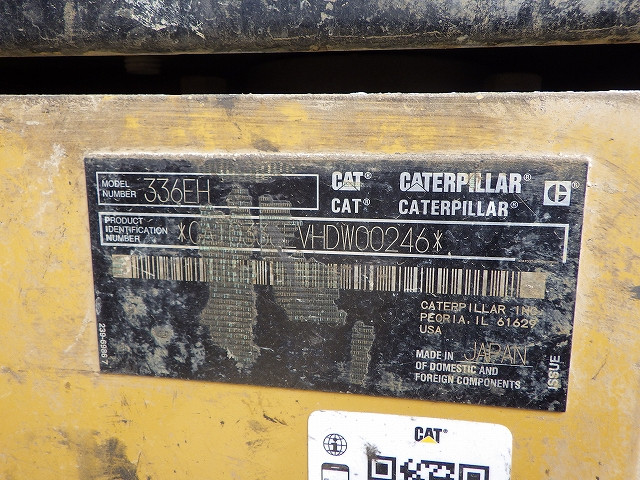 MODEL NUMBER 336EH
CAT® CATERPILLAR®
CAT® CATERPILLAR®
PRODUCT IDENTIFICATION NUMBER VHDW00246*
CATERPILLAR INC.
PEORIA, IL 61629
USA
MADE IN JAPAN
OF DOMESTIC AND
FOREIGN COMPONENTS
ISSUE
CAT®